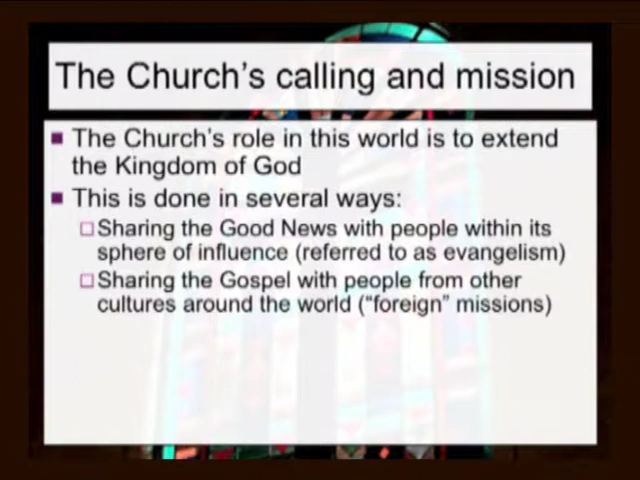 The Church's calling and mission
The Church's role in this world is to extend
the Kingdom of God
This is done in several ways:
Sharing the Good News with people within its
sphere of influence (referred to as evangelism)
Sharing the Gospel with people from other
cultures around the world (“foreign” missions)